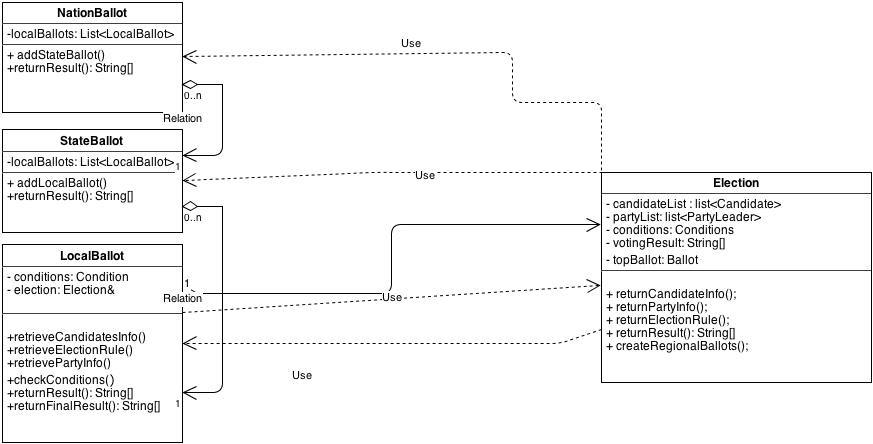 NationBallot
-localBallots: List<LocalBallot>
+ addStateBallot()
+returnResult(): String[]
0..n
Relation
Use
StateBallot
-localBallots: List<LocalBallot>
1
+ addLocalBallot()
+returnResult(): String[]
0..n
Use
LocalBallot
- conditions: Condition
- election: Election&
1
Relation
Use
+retrieveCandidatesInfo()
+retrieveElectionRule()
+retrievePartyInfo()
+checkConditions()
+returnResult(): String[]
+returnFinalResult(): String[]
1
Use
Election
- candidateList : list<Candidate>
- partyList: list<PartyLeader>
- conditions: Conditions
- votingResult: String[]
- topBallot: Ballot
+ returnCandidateInfo();
+ returnPartyInfo();
+ returnElectionRule();
+ returnResult(): String[]
+ createRegionalBallots();